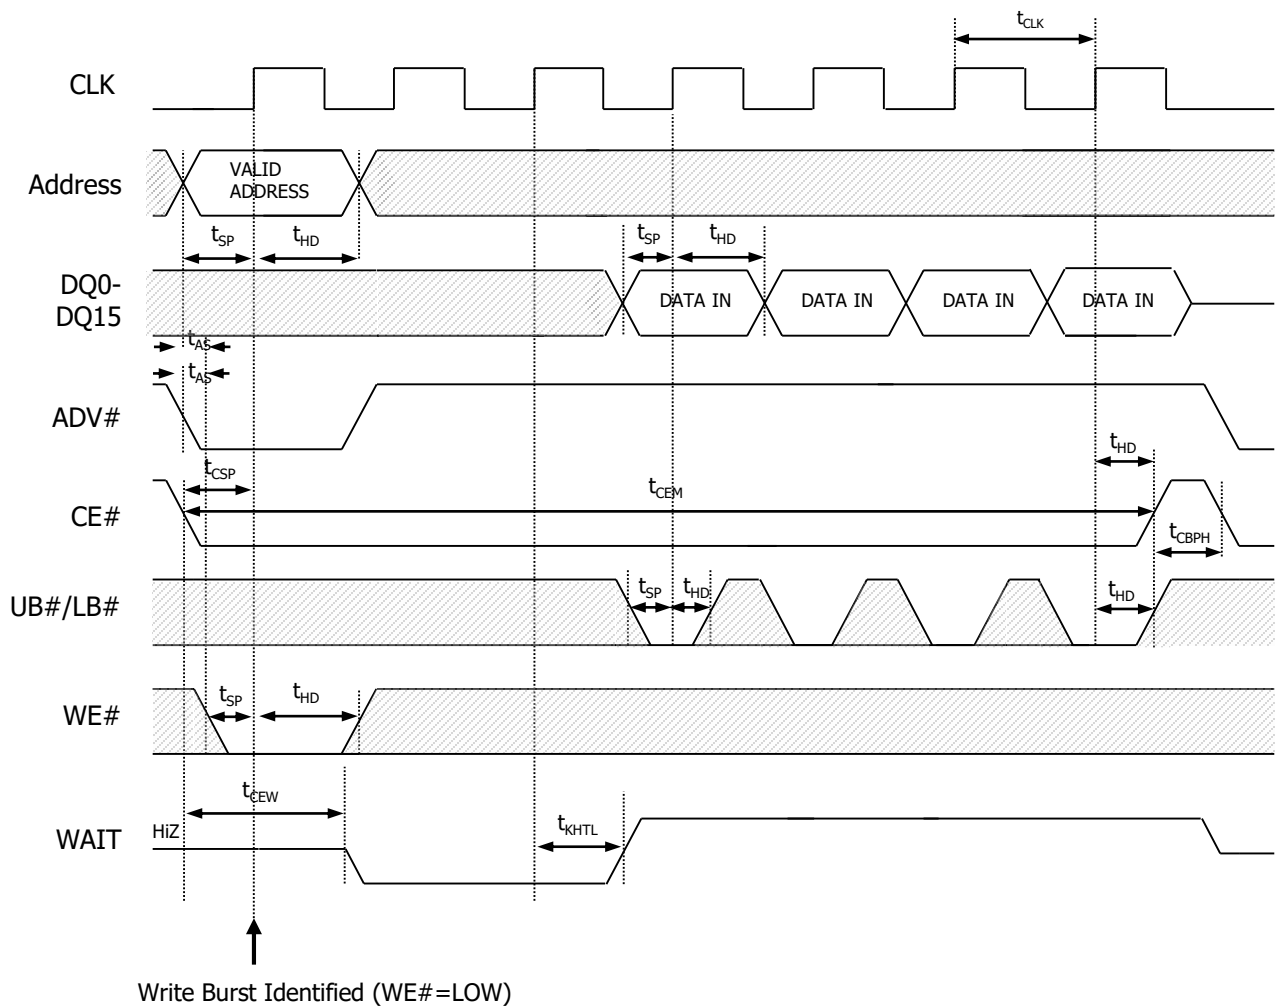 tCLK
CLK
Address
VALID
ADDRESS
tSP
tHD
tSP
tHD
DQ0-
DQ15
DATA IN
DATA IN
DATA IN
DATA IN
tAS
tAS
ADV#
tHD
tCSP
tCEM
CE#
tCBPH
UB#/LB#
tSP
tHD
tHD
WE#
tSP
tHD
tCEW
WAIT
HiZ
tKHTL
Write Burst Identified (WE#=LOW)